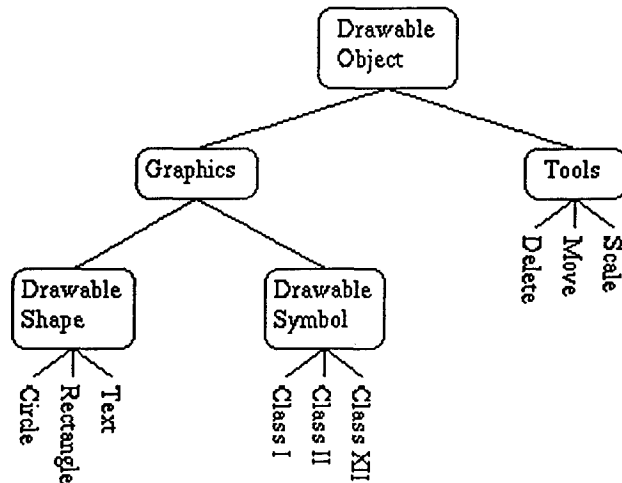 Drawable
Object
Graphics
Tools
Delete
Move
Scale
Drawable
Shape
Drawable
Symbol
Circle
Rectangle
Text
Class I
Class II
Class XII